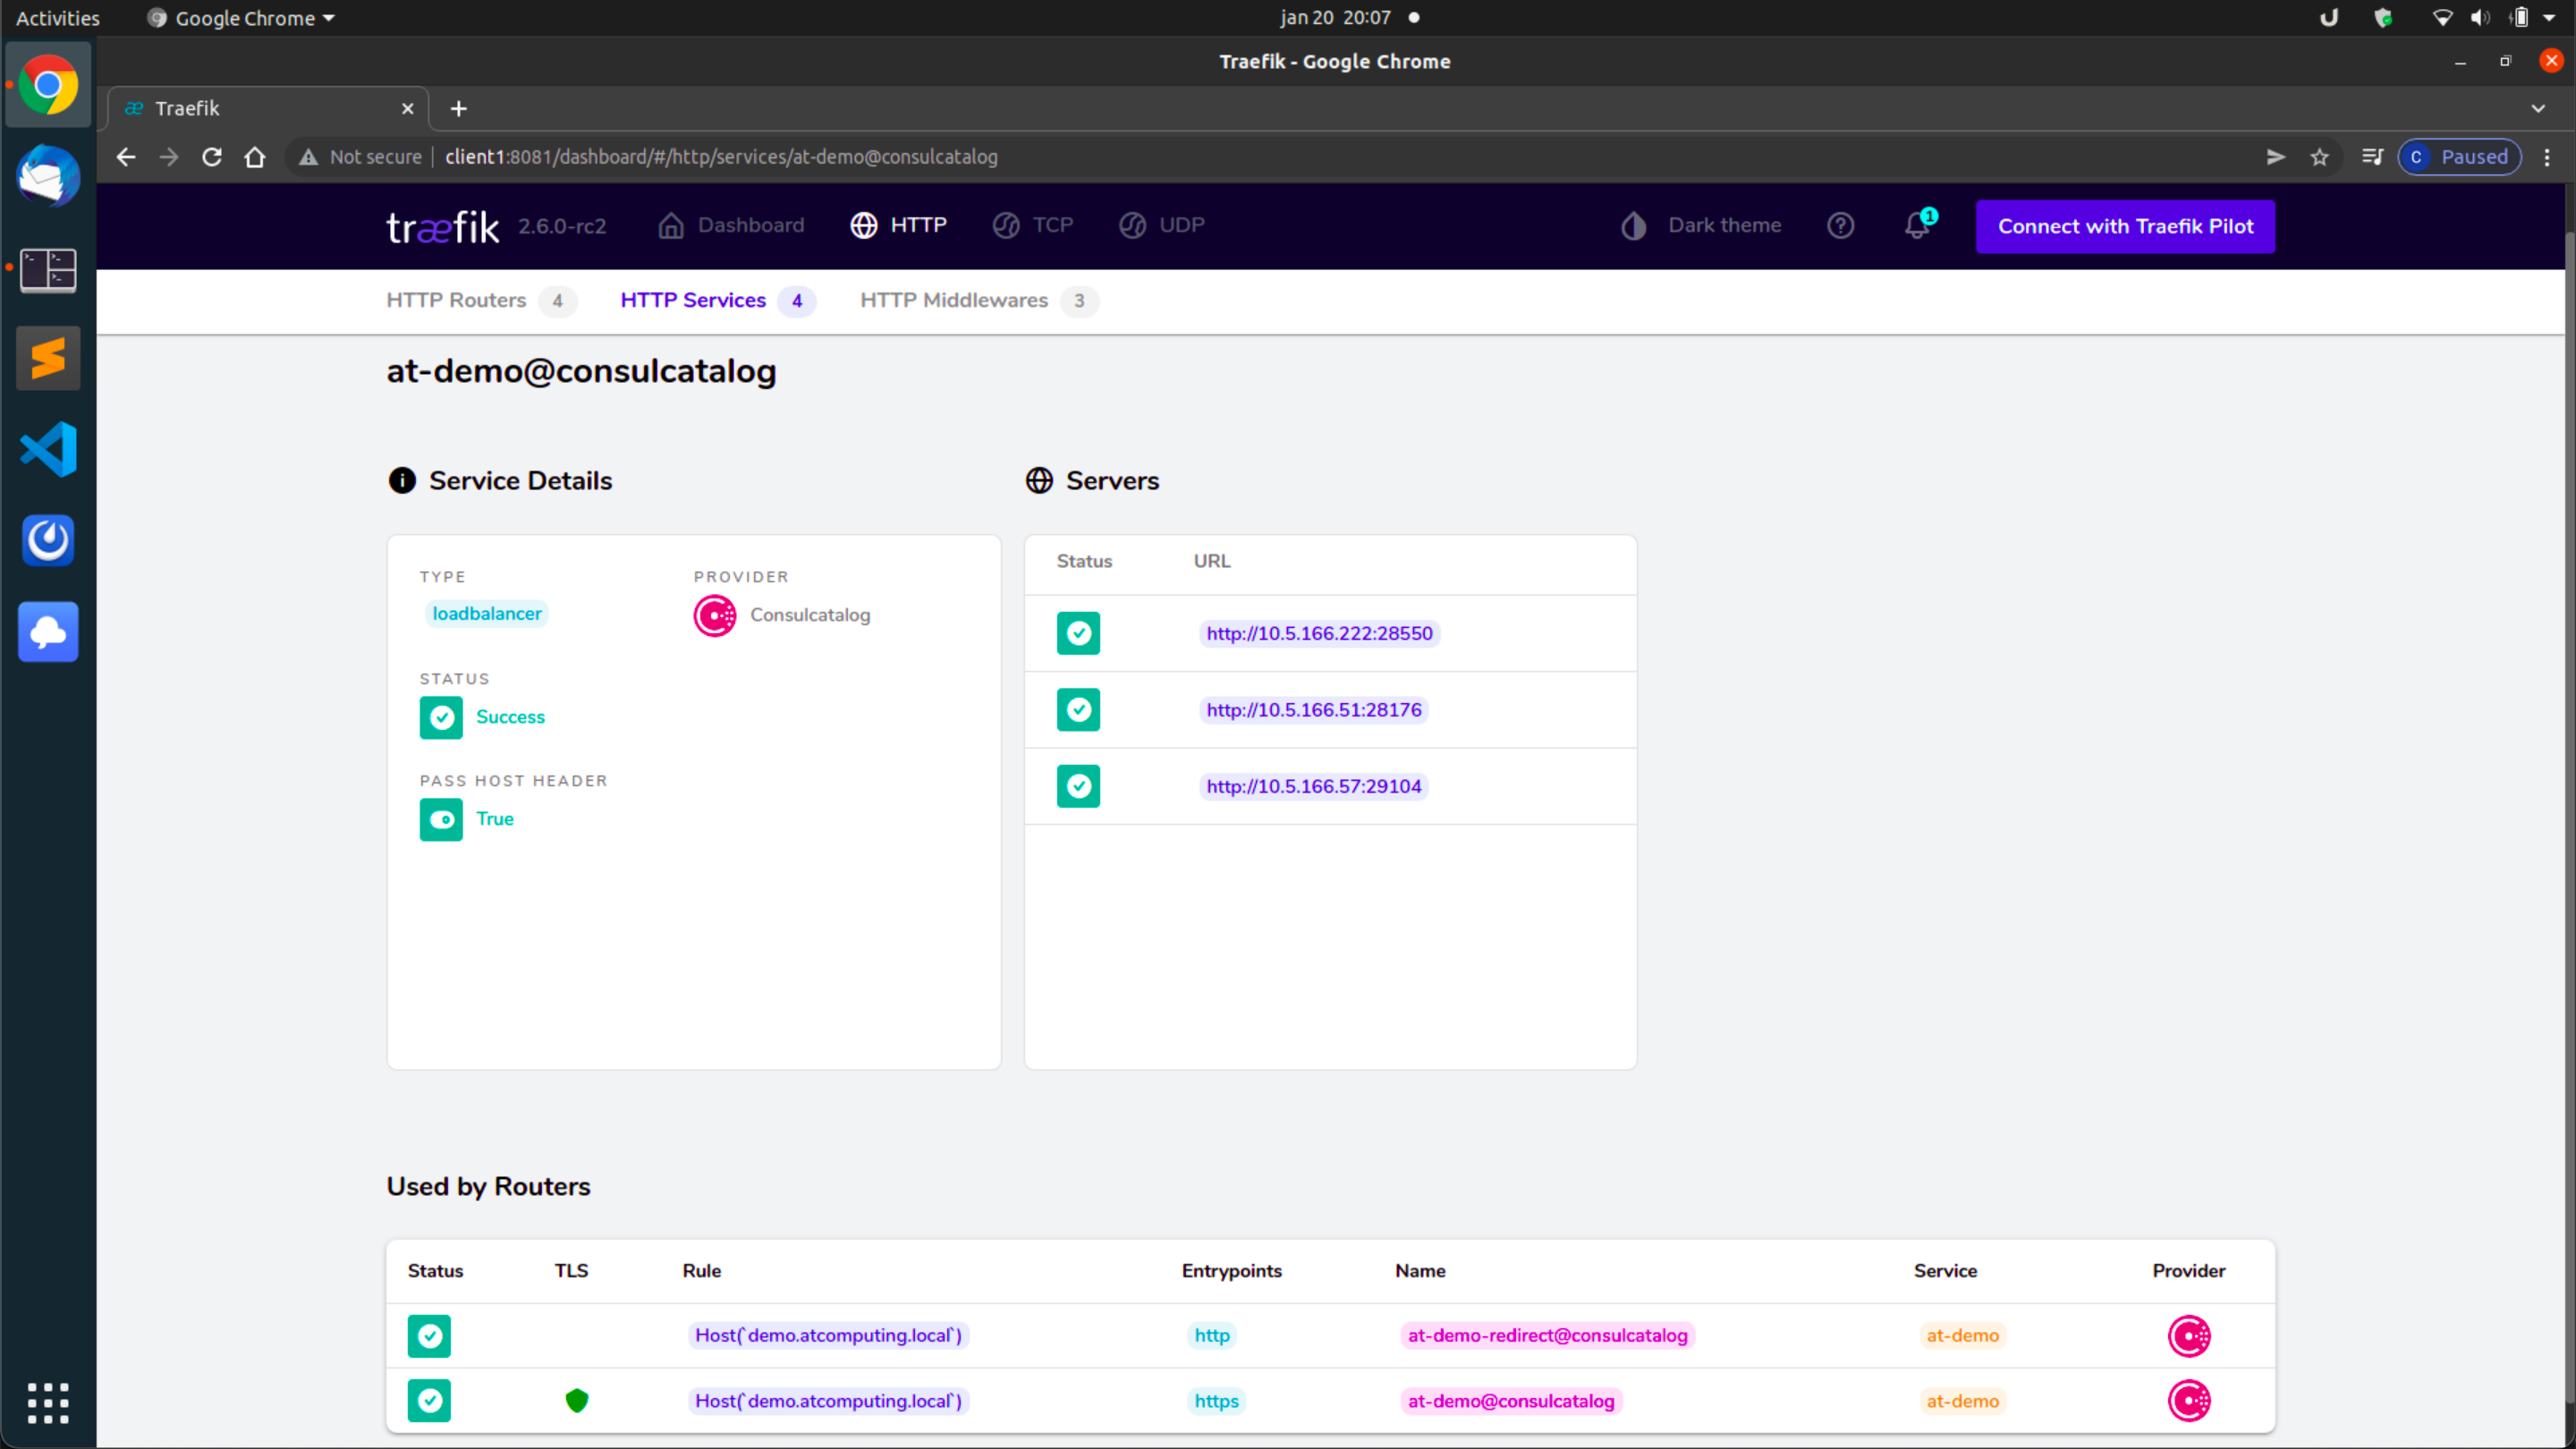 Activities Google Chrome jan 20 20:07
Traefik - Google Chrome
Traefik
Not secure client1:8081/dashboard/#/http/services/at-demo@consulcatalog C Paused
træfik 2.6.0-rc2 Dashboard HTTP TCP UDP Dark theme 1 Connect with Traefik Pilot
HTTP Routers 4 HTTP Services 4 HTTP Middlewares 3
at-demo@consulcatalog
Service Details Servers
Status URL
TYPE PROVIDER
loadbalancer Consulcatalog
http://10.5.166.222:28550
STATUS
Success
http://10.5.166.51:28176
PASS HOST HEADER
True
http://10.5.166.57:29104
Used by Routers
Status TLS Rule Entrypoints Name Service Provider
Host(`demo.atcomputing.local`) http at-demo-redirect@consulcatalog at-demo
Host(`demo.atcomputing.local`) https at-demo@consulcatalog at-demo